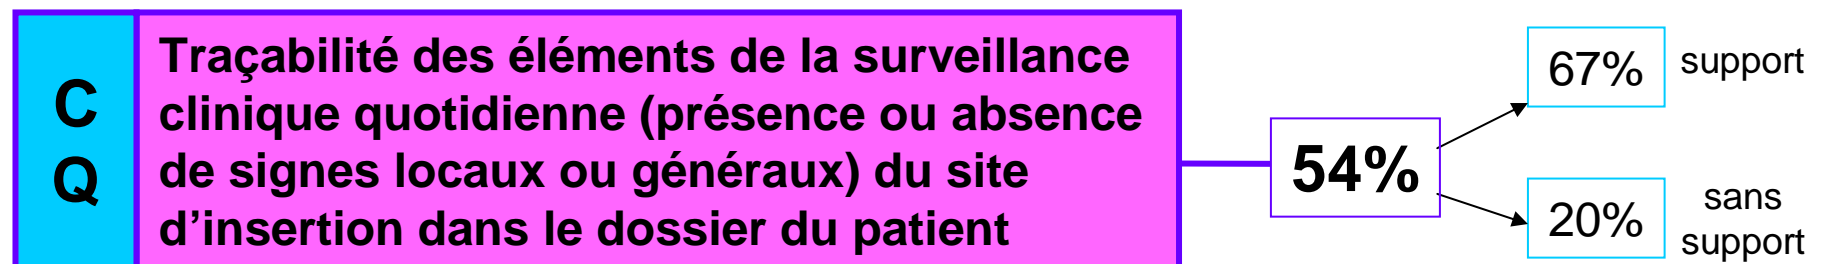 C
Q
Traçabilité des éléments de la surveillance
clinique quotidienne (présence ou absence
de signes locaux ou généraux) du site
d’insertion dans le dossier du patient
54%
67%
support
20%
sans
support